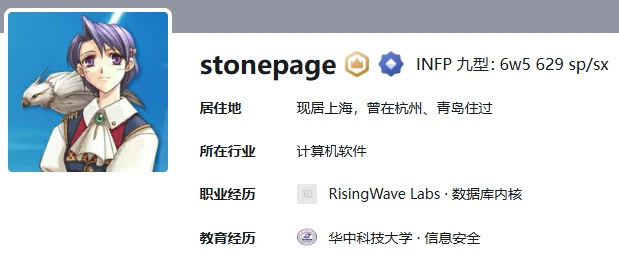 stonepage INFP 九型: 6w5 629 sp/sx
居住地 现居上海，曾在杭州、青岛住过
所在行业 计算机软件
职业经历 知 RisingWave Labs · 数据库内核
教育经历 华中科技大学 · 信息安全